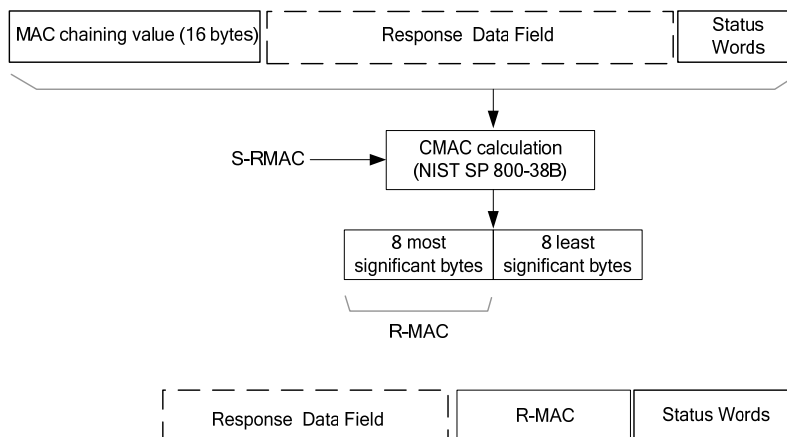 MAC chaining value (16 bytes)
Response Data Field
Status
Words
S-RMAC
CMAC calculation
(NIST SP 800-38B)
8 most
significant bytes
8 least
significant bytes
R-MAC
Response Data Field
R-MAC
Status Words